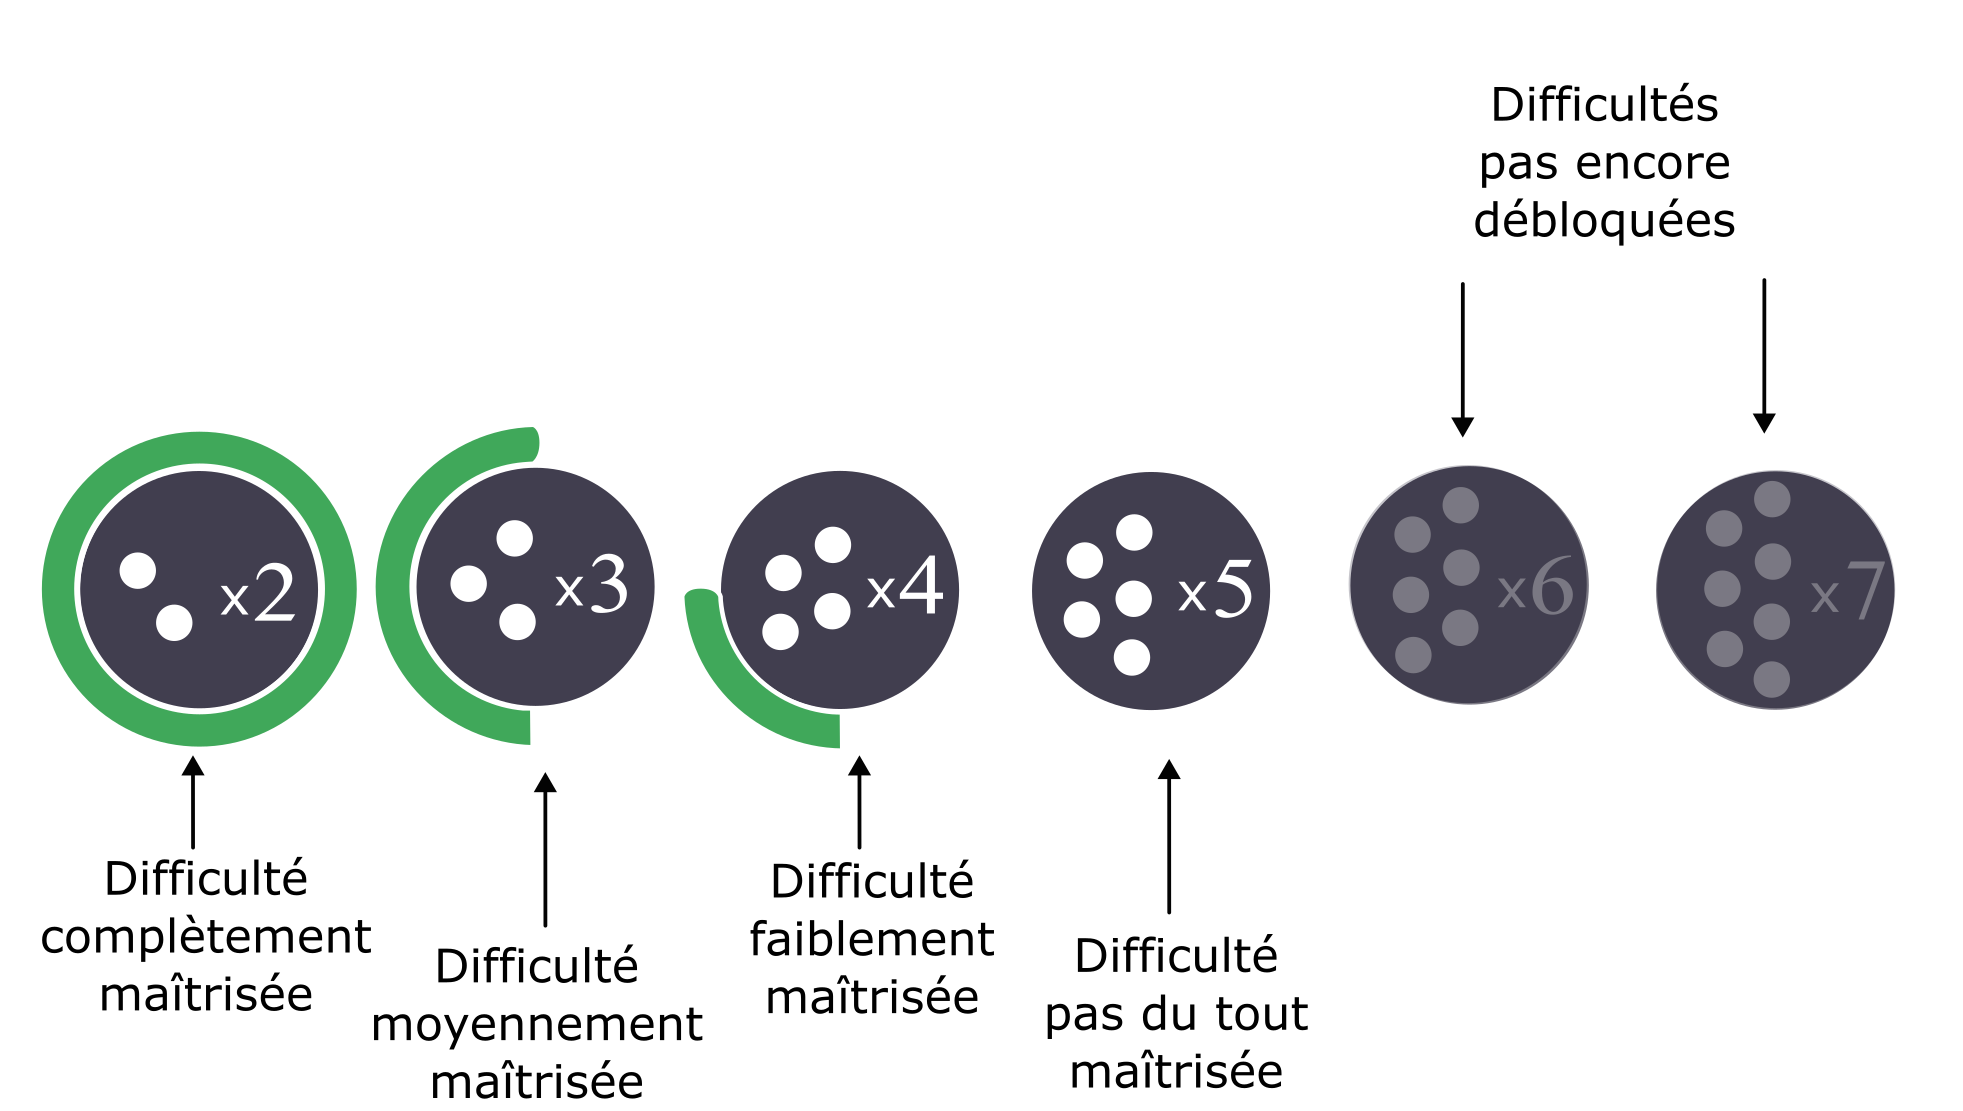 Difficultés
pas encore
débloquées
x2
x3
x4
x5
x6
x7
Difficulté
complètement
maîtrisée
Difficulté
moyennement
maîtrisée
Difficulté
faiblement
maîtrisée
Difficulté
pas du tout
maîtrisée